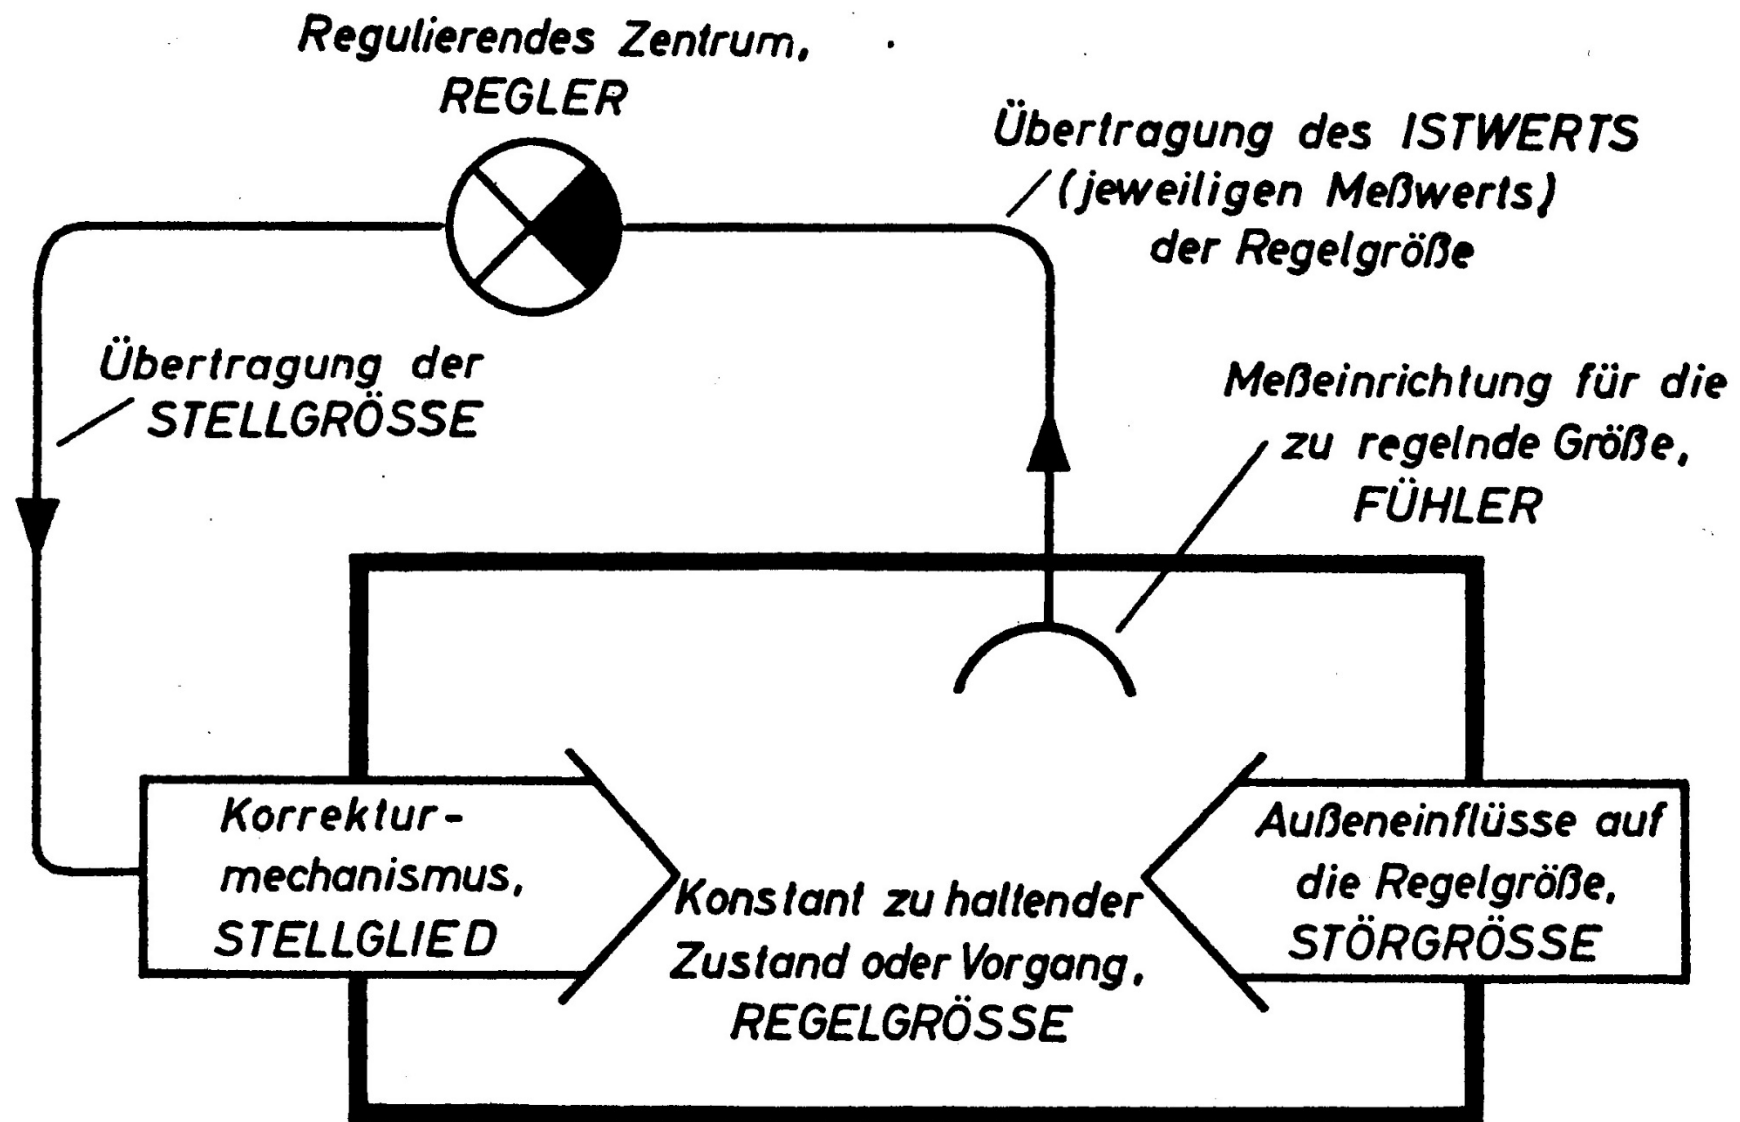 Regulierendes Zentrum,
REGLER
Übertragung des ISTWERTS
(jeweiligen Meßwerts)
der Regelgröße
Übertragung der
STELLGRÖSSE
Meßeinrichtung für die
zu regelnde Größe,
FÜHLER
Korrektur-
mechanismus,
STELLGLIED
Konstant zu haltender
Zustand oder Vorgang,
REGELGRÖSSE
Außeneinflüsse auf
die Regelgröße,
STÖRGRÖSSE